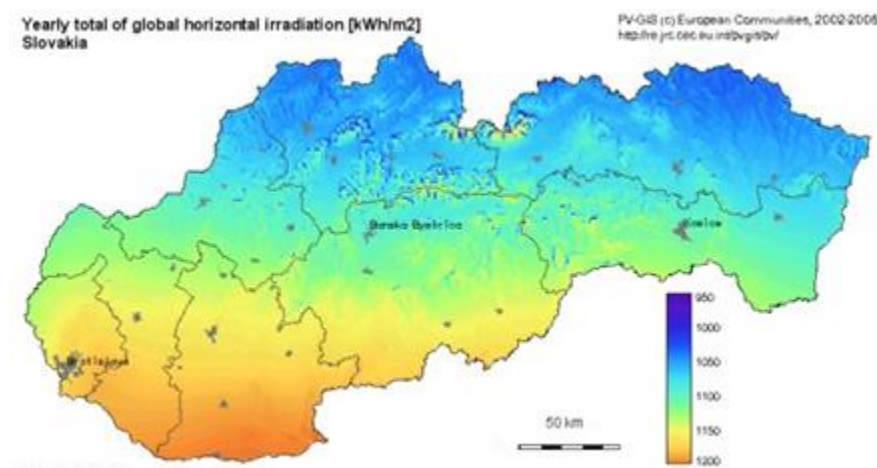 Yearly total of global horizontal irradiation [kWh/m2]
Slovakia
PV-GIS (c) European Communities, 2002-2006
Banska Bystrica
Kosice
Bratislava
950
1000
1050
1100
1150
1200
50 km